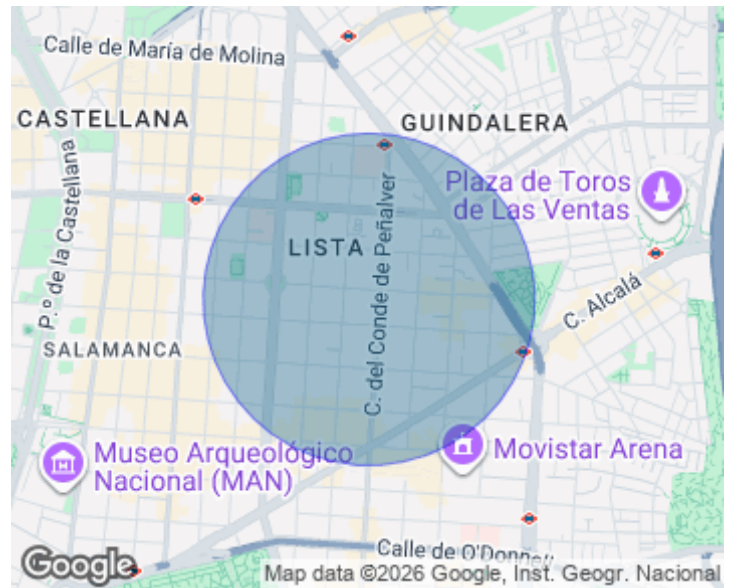 Calle de María de Molina
CASTELLANA
GUINDALERA
P.º de la Castellana
Plaza de Toros
de Las Ventas
C. del Conde de Peñalver
LISTA
C. Alcalá
SALAMANCA
Museo Arqueológico
Nacional (MAN)
Movistar Arena
Calle de O'Donnell
Google
Map data ©2026 Google, Inst. Geogr. Nacional